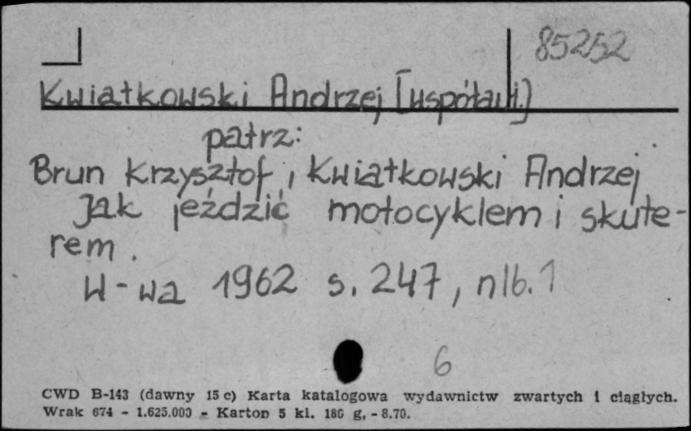 85252
Kwiatkowski Andrzej [współaut.]
patrz:
Brun Krzysztof, Kwiatkowski Andrzej
Jak jeździć motocyklem i skute-
rem.
W-wa 1962 s. 247, nlb. 1
6
CWD B-143 (dawny 15 c) Karta katalogowa wydawnictw zwartych i ciągłych.
Wrak 674 - 1.625.000 - Karton 5 kl. 180 g, - 8.70.